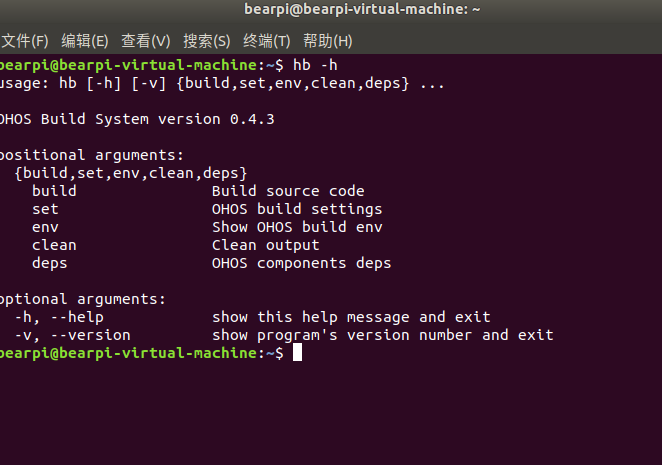 bearpi@bearpi-virtual-machine: ~
文件(F) 编辑(E) 查看(V) 搜索(S) 终端(T) 帮助(H)
bearpi@bearpi-virtual-machine:~$ hb -h
usage: hb [-h] [-v] {build,set,env,clean,deps} ...
OHOS Build System version 0.4.3
positional arguments:
{build,set,env,clean,deps}
build Build source code
set OHOS build settings
env Show OHOS build env
clean Clean output
deps OHOS components deps
optional arguments:
-h, --help show this help message and exit
-v, --version show program's version number and exit
bearpi@bearpi-virtual-machine:~$